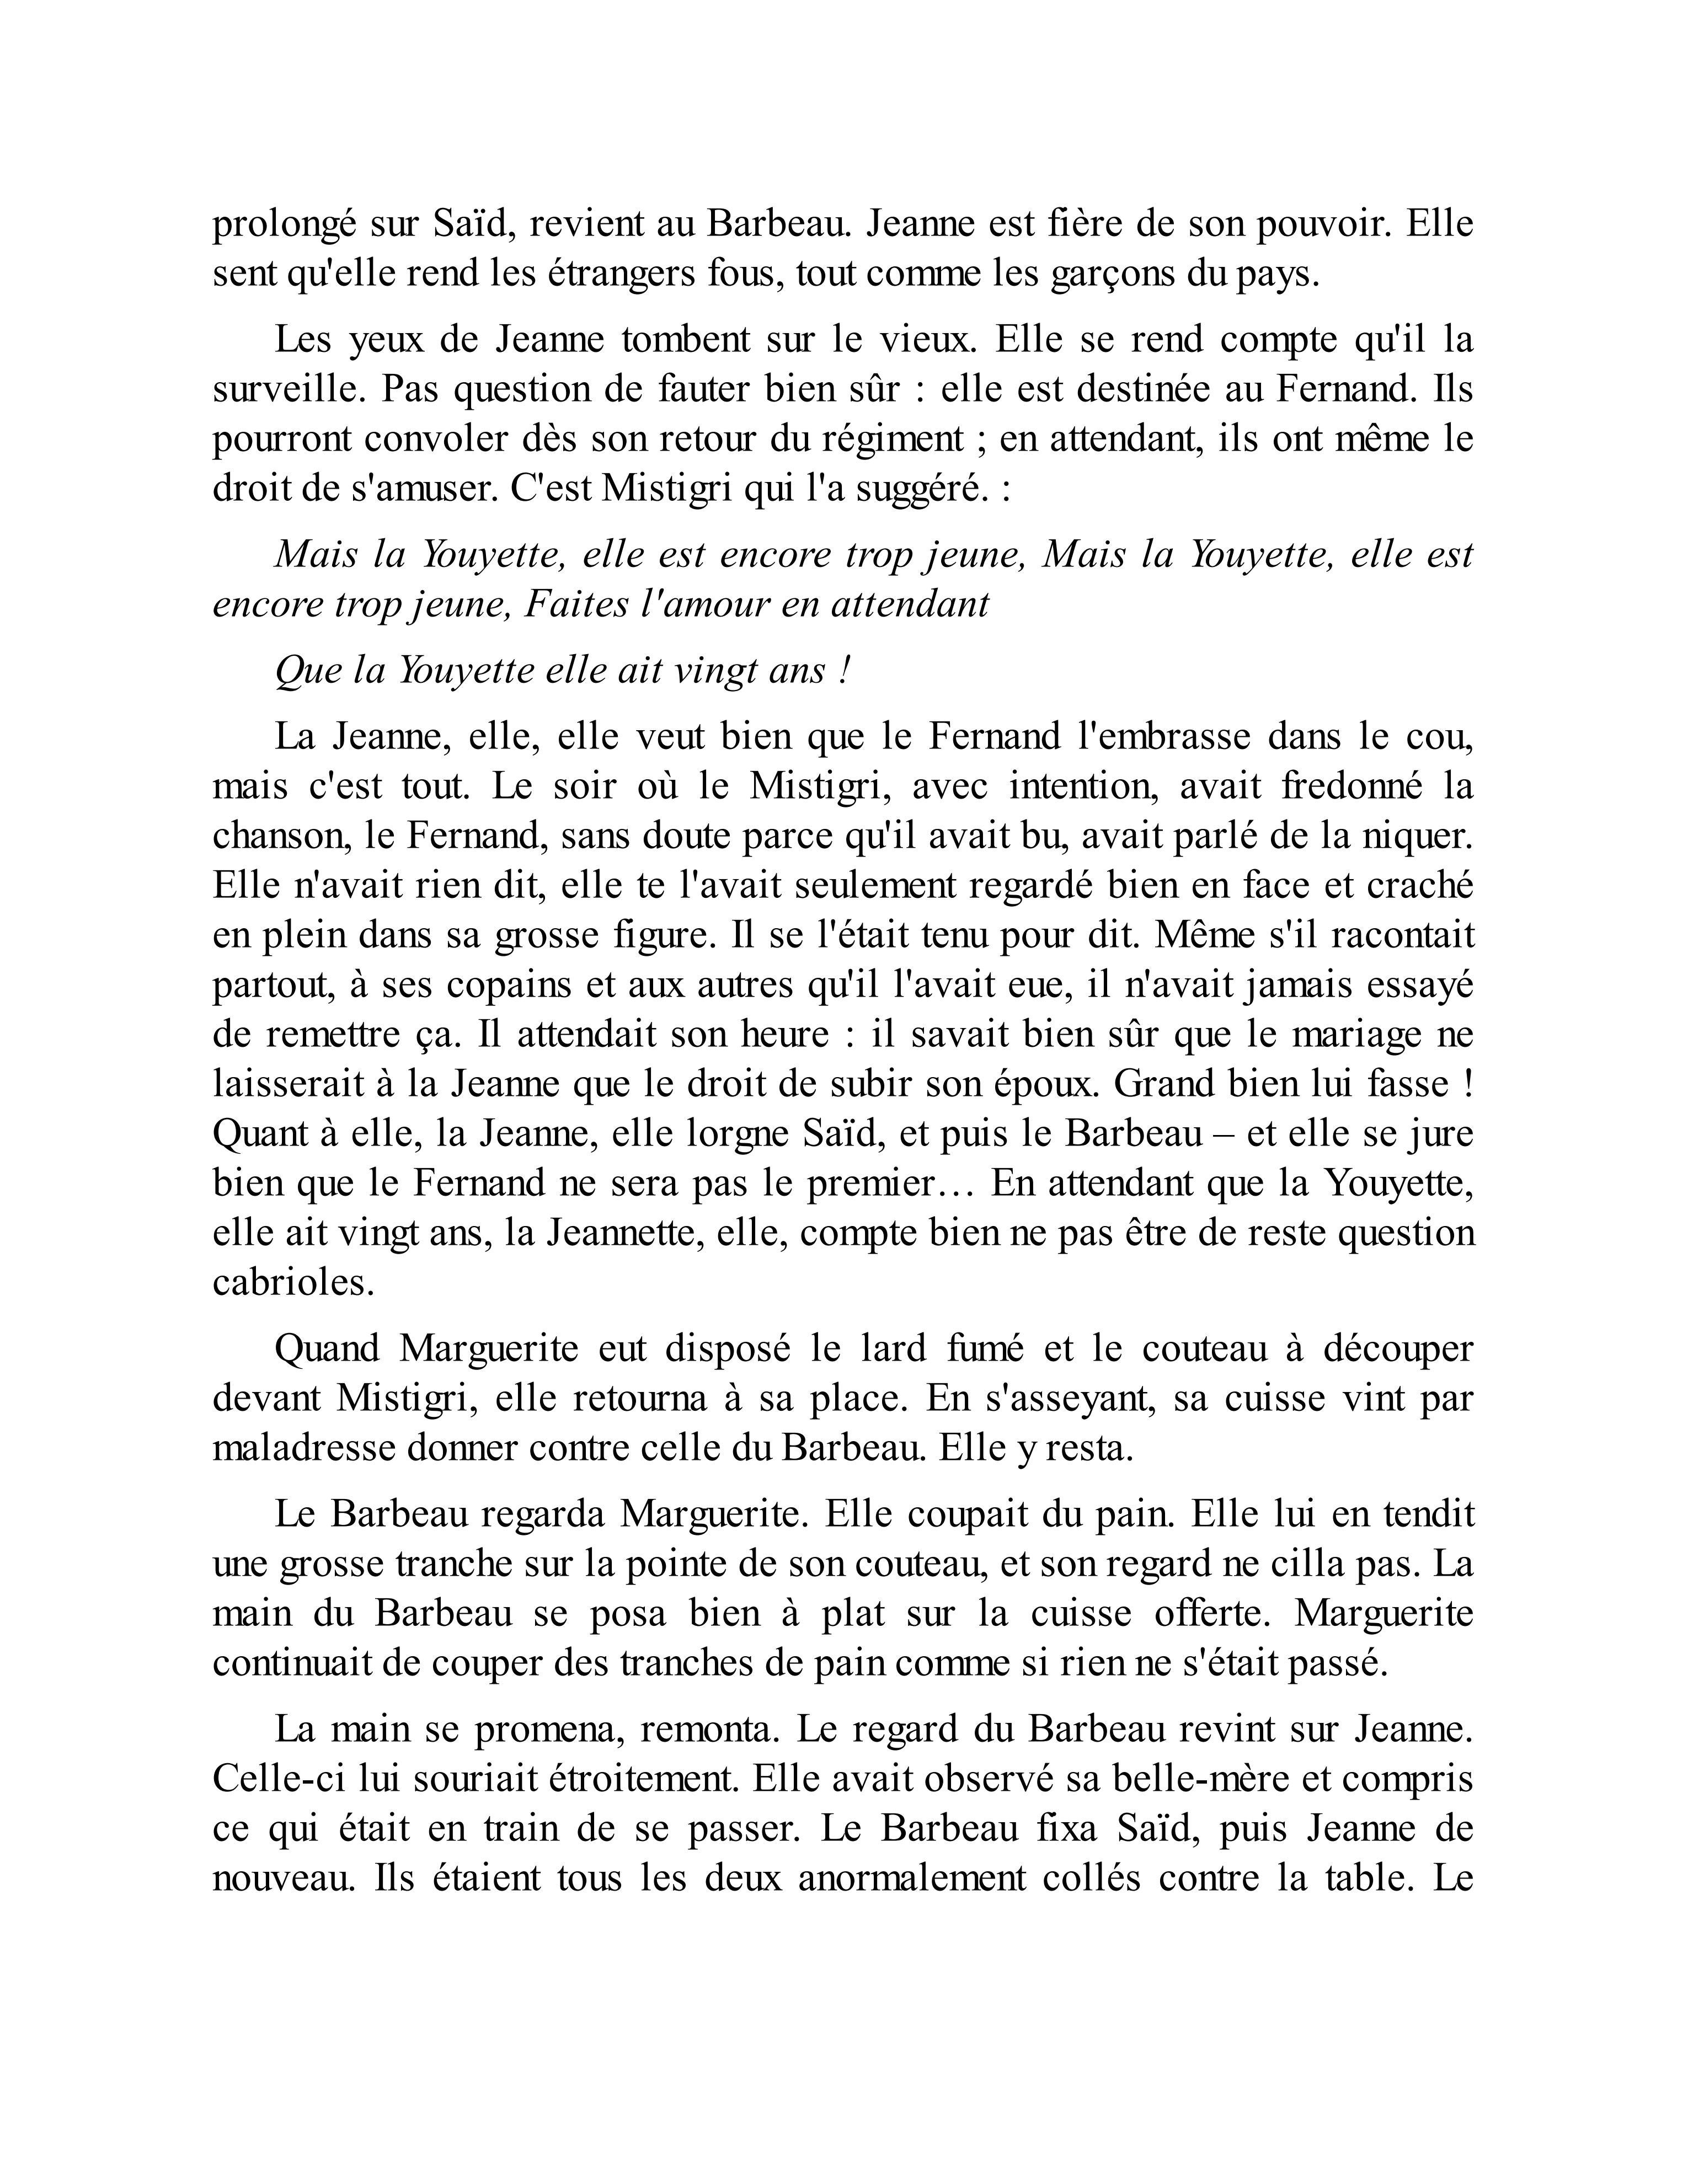 prolongé sur Saïd, revient au Barbeau. Jeanne est fière de son pouvoir. Elle
sent qu'elle rend les étrangers fous, tout comme les garçons du pays.
Les yeux de Jeanne tombent sur le vieux. Elle se rend compte qu'il la
surveille. Pas question de fauter bien sûr : elle est destinée au Fernand. Ils
pourront convoler dès son retour du régiment ; en attendant, ils ont même le
droit de s'amuser. C'est Mistigri qui l'a suggéré. :
Mais la Youyette, elle est encore trop jeune, Mais la Youyette, elle est
encore trop jeune, Faites l'amour en attendant
Que la Youyette elle ait vingt ans !
La Jeanne, elle, elle veut bien que le Fernand l'embrasse dans le cou,
mais c'est tout. Le soir où le Mistigri, avec intention, avait fredonné la
chanson, le Fernand, sans doute parce qu'il avait bu, avait parlé de la niquer.
Elle n'avait rien dit, elle te l'avait seulement regardé bien en face et craché
en plein dans sa grosse figure. Il se l'était tenu pour dit. Même s'il racontait
partout, à ses copains et aux autres qu'il l'avait eue, il n'avait jamais essayé
de remettre ça. Il attendait son heure : il savait bien sûr que le mariage ne
laisserait à la Jeanne que le droit de subir son époux. Grand bien lui fasse !
Quant à elle, la Jeanne, elle lorgne Saïd, et puis le Barbeau – et elle se jure
bien que le Fernand ne sera pas le premier… En attendant que la Youyette,
elle ait vingt ans, la Jeannette, elle, compte bien ne pas être de reste question
cabrioles.
Quand Marguerite eut disposé le lard fumé et le couteau à découper
devant Mistigri, elle retourna à sa place. En s'asseyant, sa cuisse vint par
maladresse donner contre celle du Barbeau. Elle y resta.
Le Barbeau regarda Marguerite. Elle coupait du pain. Elle lui en tendit
une grosse tranche sur la pointe de son couteau, et son regard ne cilla pas. La
main du Barbeau se posa bien à plat sur la cuisse offerte. Marguerite
continuait de couper des tranches de pain comme si rien ne s'était passé.
La main se promena, remonta. Le regard du Barbeau revint sur Jeanne.
Celle-ci lui souriait étroitement. Elle avait observé sa belle-mère et compris
ce qui était en train de se passer. Le Barbeau fixa Saïd, puis Jeanne de
nouveau. Ils étaient tous les deux anormalement collés contre la table. Le